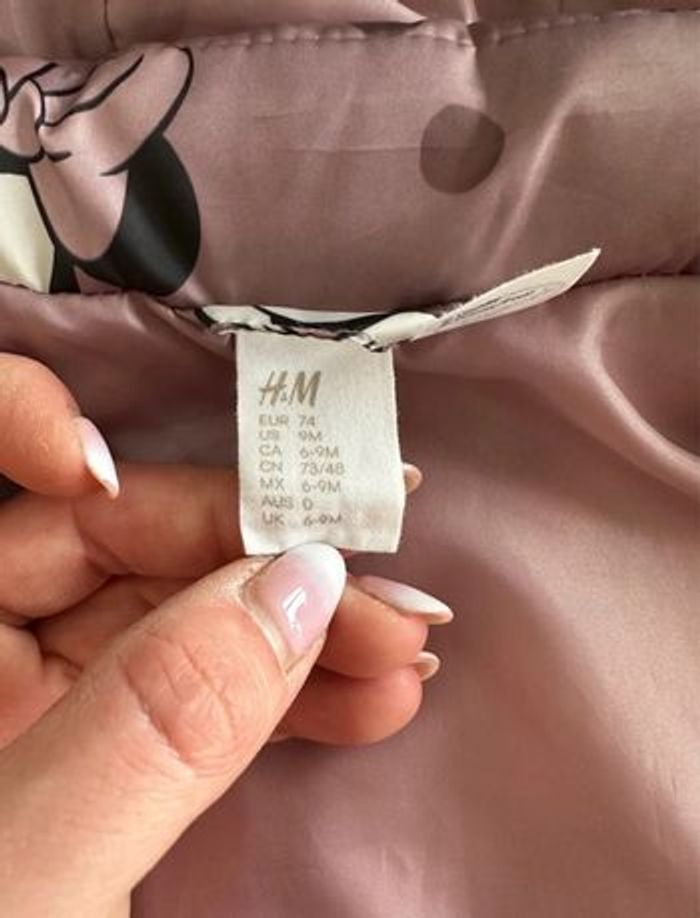 H&M
EUR 74
US 9M
CA 6-9M
CN 73/48
MX 6-9M
AUS 0
UK 6-9M